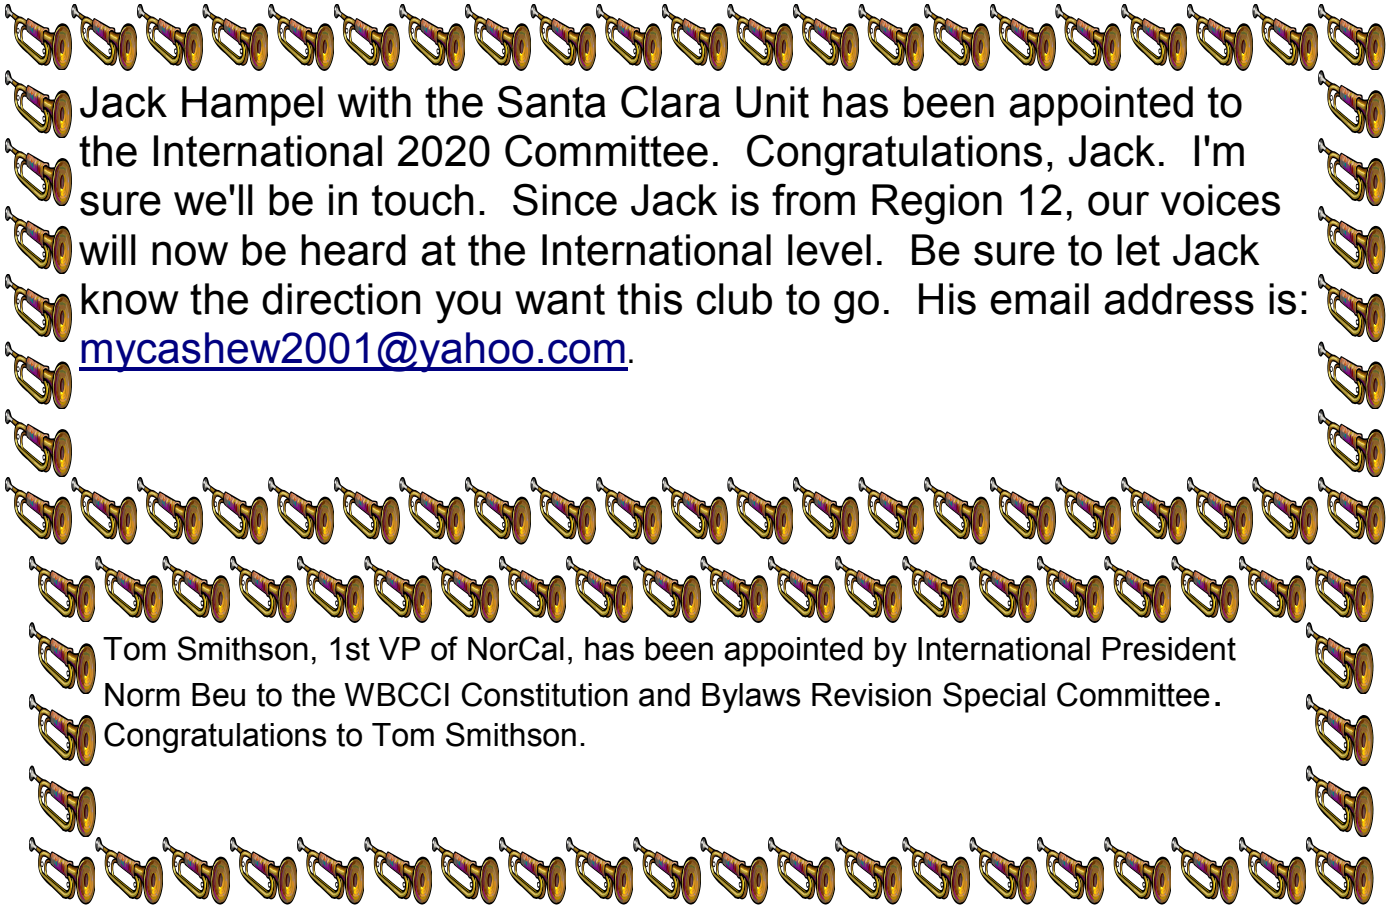 Jack Hampel with the Santa Clara Unit has been appointed to
the International 2020 Committee.  Congratulations, Jack.  I'm
sure we'll be in touch.  Since Jack is from Region 12, our voices
will now be heard at the International level.  Be sure to let Jack
know the direction you want this club to go.  His email address is:
mycashew2001@yahoo.com.
Tom Smithson, 1st VP of NorCal, has been appointed by International President
Norm Beu to the WBCCI Constitution and Bylaws Revision Special Committee.
Congratulations to Tom Smithson.